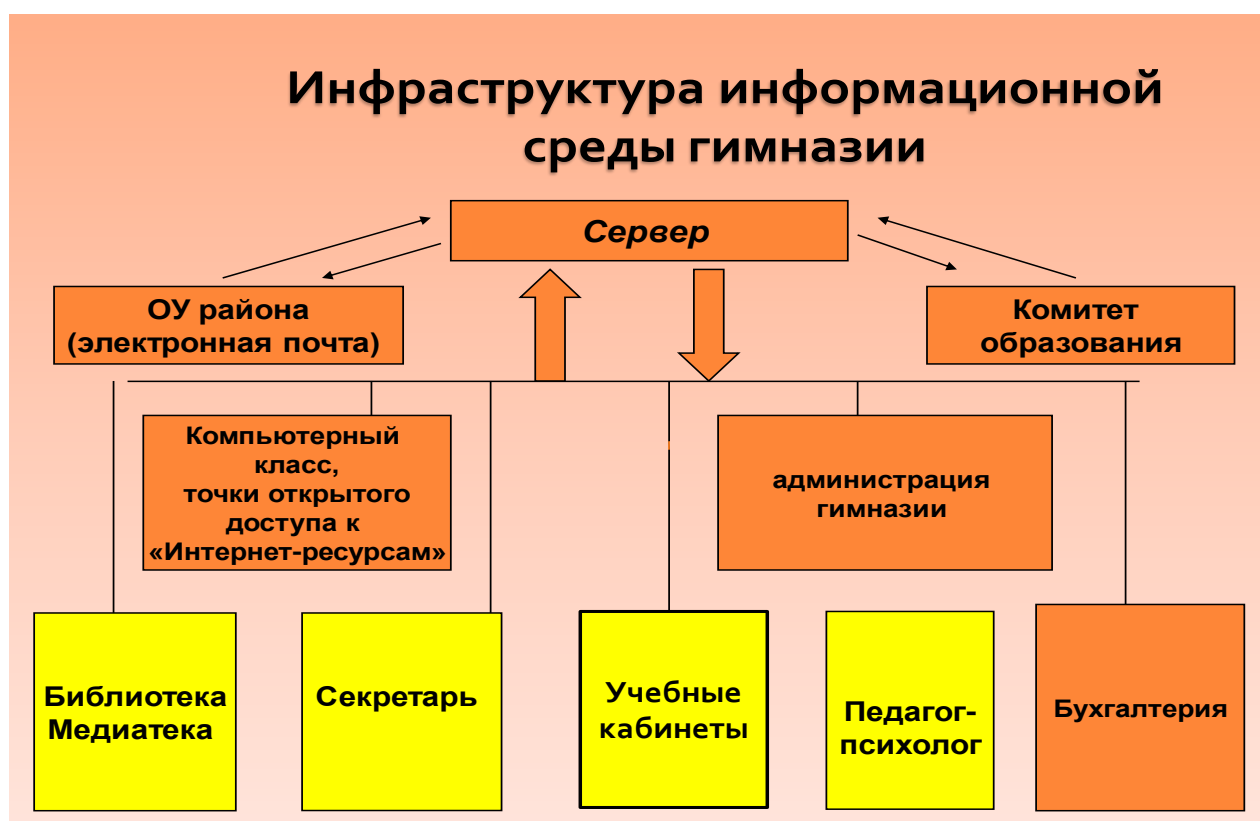 Инфраструктура информационной
среды гимназии
Сервер
ОУ района
(электронная почта)
Комитет
образования
Компьютерный
класс,
точки открытого
доступа к
«Интернет-ресурсам»
администрация
гимназии
Библиотека
Медиатека
Секретарь
Учебные
кабинеты
Педагог-
психолог
Бухгалтерия